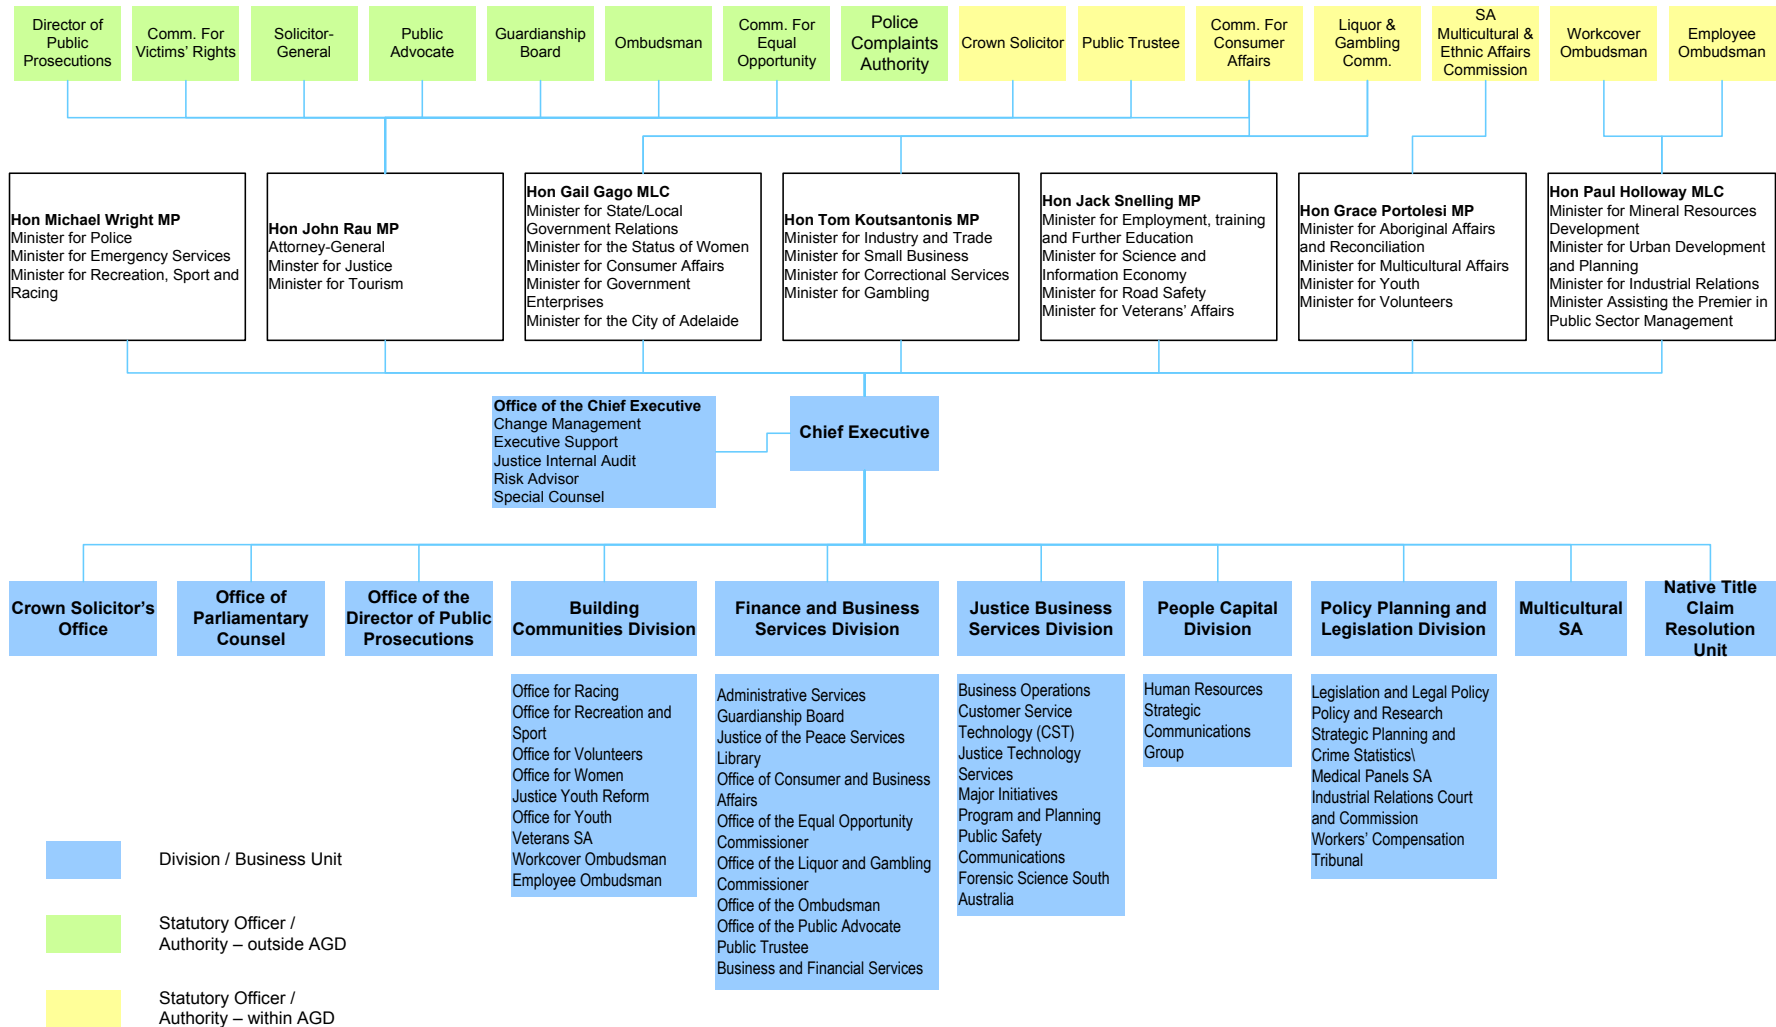 Director of
Public
Prosecutions
Comm. For
Victims' Rights
Solicitor-
General
Public
Advocate
Guardianship
Board
Ombudsman
Comm. For
Equal
Opportunity
Police
Complaints
Authority
Crown Solicitor
Public Trustee
Comm. For
Consumer
Affairs
Liquor &
Gambling
Comm.
SA
Multicultural &
Ethnic Affairs
Commission
Workcover
Ombudsman
Employee
Ombudsman
Hon Michael Wright MP
Minister for Police
Minister for Emergency Services
Minister for Recreation, Sport and
Racing
Hon John Rau MP
Attorney-General
Minster for Justice
Minister for Tourism
Hon Gail Gago MLC
Minister for State/Local
Government Relations
Minister for the Status of Women
Minister for Consumer Affairs
Minister for Government
Enterprises
Minister for the City of Adelaide
Hon Tom Koutsantonis MP
Minister for Industry and Trade
Minister for Small Business
Minister for Correctional Services
Minister for Gambling
Hon Jack Snelling MP
Minister for Employment, training
and Further Education
Minister for Science and
Information Economy
Minister for Road Safety
Minister for Veterans' Affairs
Hon Grace Portolesi MP
Minister for Aboriginal Affairs
and Reconciliation
Minister for Multicultural Affairs
Minister for Youth
Minister for Volunteers
Hon Paul Holloway MLC
Minister for Mineral Resources
Development
Minister for Urban Development
and Planning
Minister for Industrial Relations
Minister Assisting the Premier in
Public Sector Management
Office of the Chief Executive
Change Management
Executive Support
Justice Internal Audit
Risk Advisor
Special Counsel
Chief Executive
Crown Solicitor's
Office
Office of
Parliamentary
Counsel
Office of the
Director of Public
Prosecutions
Building
Communities Division
Finance and Business
Services Division
Justice Business
Services Division
People Capital
Division
Policy Planning and
Legislation Division
Multicultural
SA
Native Title
Claim
Resolution
Unit
Office for Racing
Office for Recreation and
Sport
Office for Volunteers
Office for Women
Justice Youth Reform
Office for Youth
Veterans SA
Workcover Ombudsman
Employee Ombudsman
Administrative Services
Guardianship Board
Justice of the Peace Services
Library
Office of Consumer and Business
Affairs
Office of the Equal Opportunity
Commissioner
Office of the Liquor and Gambling
Commissioner
Office of the Ombudsman
Office of the Public Advocate
Public Trustee
Business and Financial Services
Business Operations
Customer Service
Technology (CST)
Justice Technology
Services
Major Initiatives
Program and Planning
Public Safety
Communications
Forensic Science South
Australia
Human Resources
Strategic
Communications
Group
Legislation and Legal Policy
Policy and Research
Strategic Planning and
Crime Statistics\
Medical Panels SA
Industrial Relations Court
and Commission
Workers' Compensation
Tribunal
Division / Business Unit
Statutory Officer /
Authority – outside AGD
Statutory Officer /
Authority – within AGD